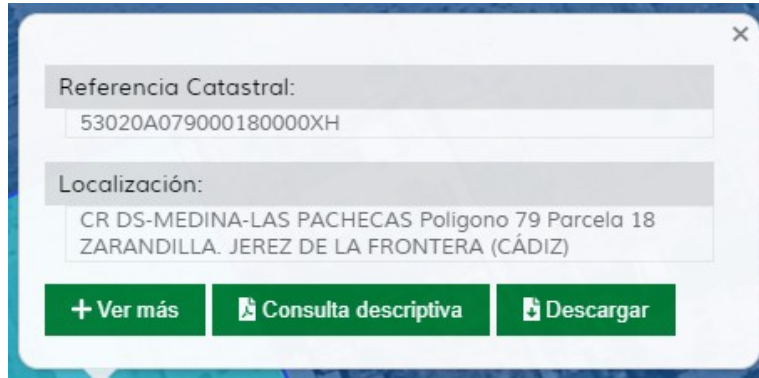 Referencia Catastral:
53020A079000180000XH
Localización:
CR DS-MEDINA-LAS PACHECAS Poligono 79 Parcela 18
ZARANDILLA. JEREZ DE LA FRONTERA (CÁDIZ)
+ Ver más
Consulta descriptiva
Descargar